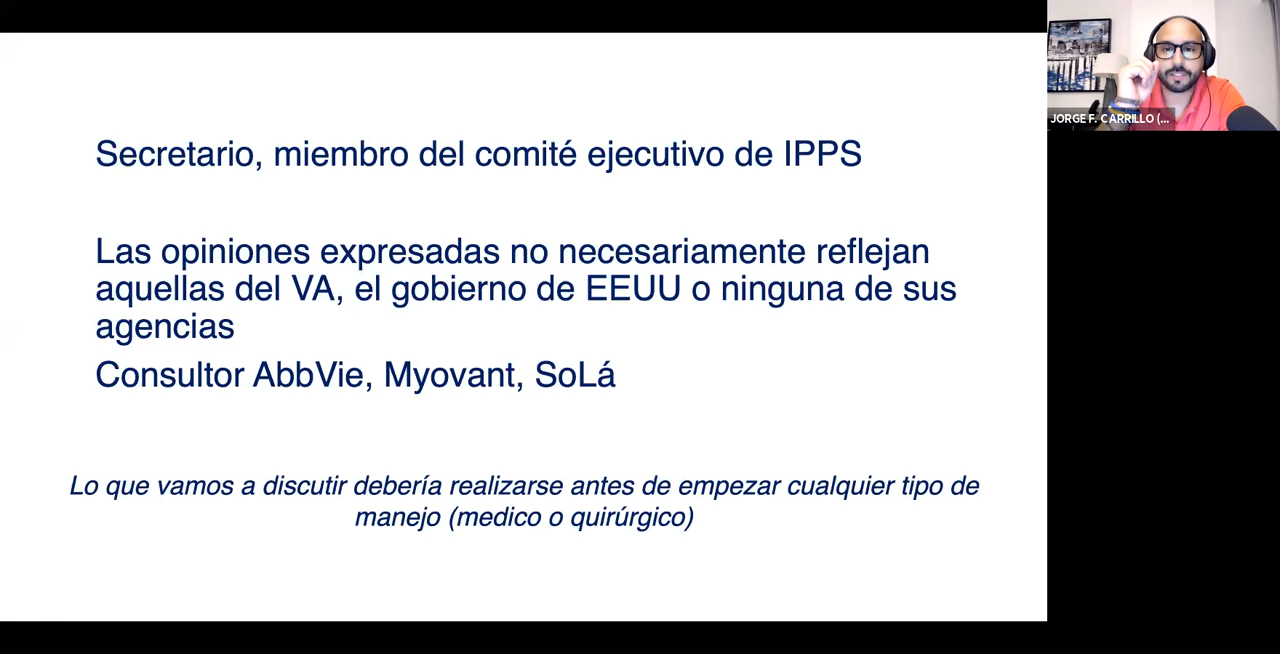 Secretario, miembro del comité ejecutivo de IPPS
Las opiniones expresadas no necesariamente reflejan
aquellas del VA, el gobierno de EEUU o ninguna de sus
agencias
Consultor AbbVie, Myovant, SoLá
Lo que vamos a discutir debería realizarse antes de empezar cualquier tipo de
manejo (medico o quirúrgico)
JORGE F. CARRILLO (...